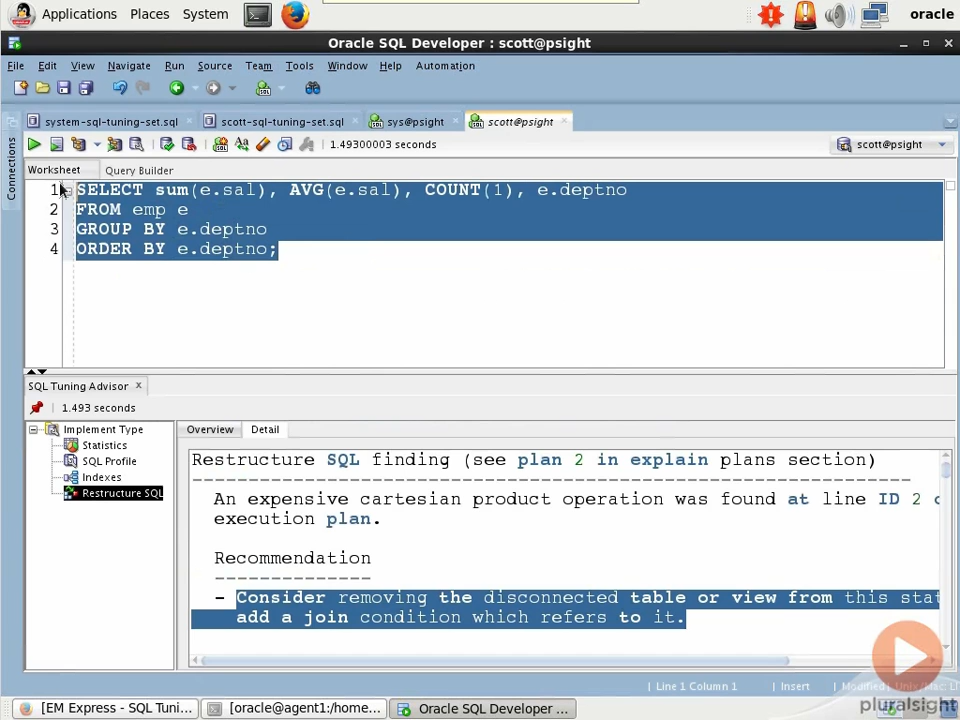 Applications Places System oracle
Oracle SQL Developer : scott@psight
File Edit View Navigate Run Source Team Tools Window Help Automation
system-sql-tuning-set.sql scott-sql-tuning-set.sql sys@psight scott@psight
1.49300003 seconds scott@psight
Connections
Worksheet Query Builder
1 SELECT sum(e.sal), AVG(e.sal), COUNT(1), e.deptno
2 FROM emp e
3 GROUP BY e.deptno
4 ORDER BY e.deptno;
SQL Tuning Advisor
1.493 seconds
Implement Type
Statistics
SQL Profile
Indexes
Restructure SQL
Overview Detail
Restructure SQL finding (see plan 2 in explain plans section)
----------------------------------------------------------------
An expensive cartesian product operation was found at line ID 2
execution plan.
Recommendation
--------------
- Consider removing the disconnected table or view from this
add a join condition which refers to it.
Line 1 Column 1 Insert Modified
pluralsight
[EM Express - SQL Tuni... [oracle@agent1:/home... Oracle SQL Developer ...